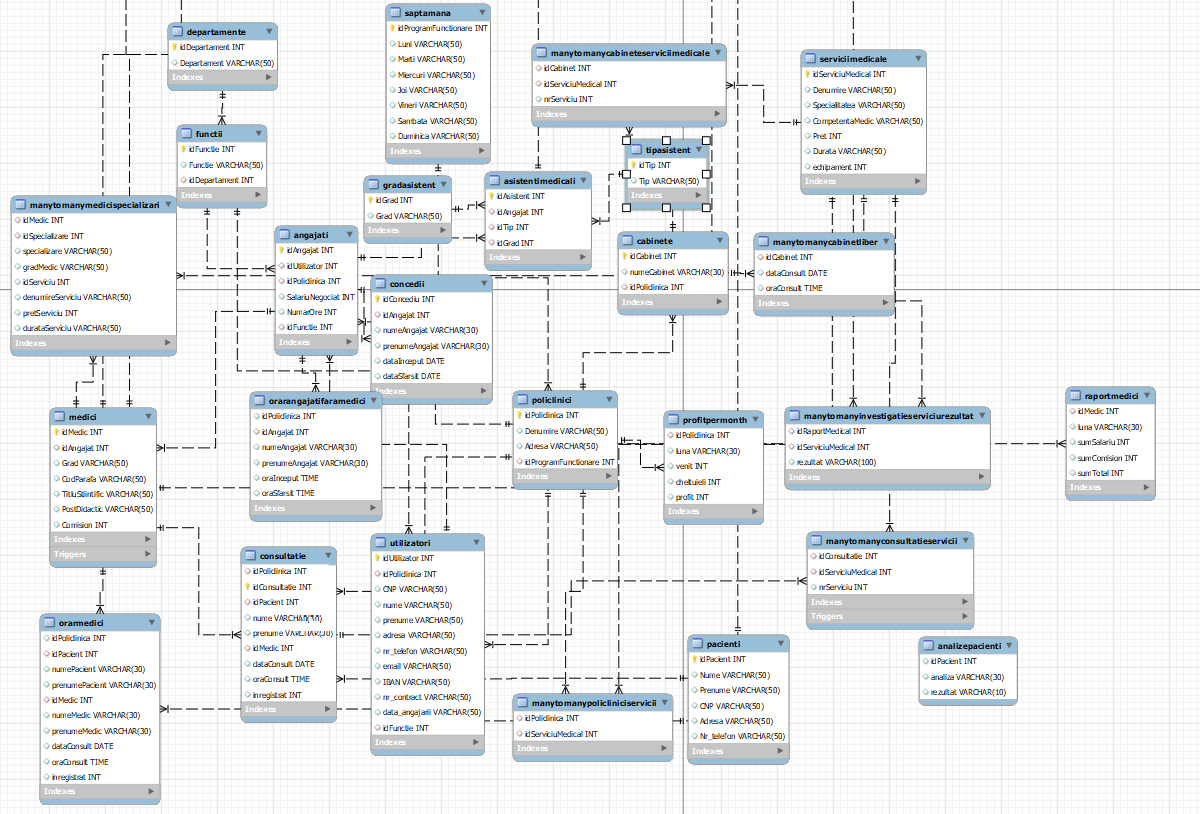 departamente
idDepartament INT
Departament VARCHAR(50)
Indexes
saptamana
idProgramFunctionare INT
Luni VARCHAR(50)
Marti VARCHAR(50)
Miercuri VARCHAR(50)
Joi VARCHAR(50)
Vineri VARCHAR(50)
Sambata VARCHAR(50)
Duminica VARCHAR(50)
Indexes
manytomanycabineteserviciimedicale
idCabinet INT
idServiciuMedical INT
nrServiciu INT
Indexes
serviciimedicale
idServiciuMedical INT
Denumire VARCHAR(50)
Specialitatea VARCHAR(50)
CompetentaMedic VARCHAR(50)
Pret INT
Durata VARCHAR(50)
echipament INT
Indexes
functii
idFunctie INT
Functie VARCHAR(50)
idDepartament INT
Indexes
tipasistent
idTip INT
Tip VARCHAR(50)
Indexes
gradasistent
idGrad INT
Grad VARCHAR(50)
Indexes
asistentimedicali
idAsistent INT
idAngajat INT
idTip INT
idGrad INT
Indexes
manytomanymedicispecializari
idMedic INT
idSpecializare INT
specializare VARCHAR(50)
gradMedic VARCHAR(50)
idServiciu INT
denumireServiciu VARCHAR(50)
pretServiciu INT
durataServiciu VARCHAR(50)
Indexes
angajati
idAngajat INT
idUtilizator INT
idPoliclinica INT
SalariuNegociat INT
NumarOre INT
idFunctie INT
Indexes
cabinete
idCabinet INT
numeCabinet VARCHAR(30)
idPoliclinica INT
Indexes
manytomanycabinetliber
idCabinet INT
dataConsult DATE
oraConsult TIME
Indexes
concedii
idConcediu INT
idAngajat INT
numeAngajat VARCHAR(30)
prenumeAngajat VARCHAR(30)
dataInceput DATE
dataSfarsit DATE
Indexes
medici
idMedic INT
idAngajat INT
Grad VARCHAR(50)
CodParafa VARCHAR(50)
TitluStiintific VARCHAR(50)
PostDidactic VARCHAR(50)
Comision INT
Indexes
Triggers
orarangajatifaramedici
idPoliclinica INT
idAngajat INT
numeAngajat VARCHAR(30)
prenumeAngajat VARCHAR(30)
oraInceput TIME
oraSfarsit TIME
Indexes
policlinici
idPoliclinica INT
Denumire VARCHAR(50)
Adresa VARCHAR(50)
idProgramFunctionare INT
Indexes
profitpermonth
idPoliclinica INT
luna VARCHAR(30)
venit INT
cheltuieli INT
profit INT
Indexes
manytomanyinvestigatieserviciurezultat
idRaportMedical INT
idServiciuMedical INT
rezultat VARCHAR(100)
Indexes
raportmedici
idMedic INT
luna VARCHAR(30)
sumSalariu INT
sumComision INT
sumTotal INT
Indexes
consultatie
idPoliclinica INT
idConsultatie INT
idPacient INT
nume VARCHAR(30)
prenume VARCHAR(30)
idMedic INT
dataConsult DATE
oraConsult TIME
inregistrat INT
Indexes
utilizatori
idUtilizator INT
idPoliclinica INT
CNP VARCHAR(50)
nume VARCHAR(50)
prenume VARCHAR(50)
adresa VARCHAR(50)
nr_telefon VARCHAR(50)
email VARCHAR(50)
IBAN VARCHAR(50)
nr_contract VARCHAR(50)
data_angajarii VARCHAR(50)
idFunctie INT
Indexes
manytomanyconsultatieservicii
idConsultatie INT
idServiciuMedical INT
nrServiciu INT
Indexes
Triggers
orarmedici
idPoliclinica INT
idPacient INT
numePacient VARCHAR(30)
prenumePacient VARCHAR(30)
idMedic INT
numeMedic VARCHAR(30)
prenumeMedic VARCHAR(30)
dataConsult DATE
oraConsult TIME
inregistrat INT
Indexes
manytomanypolicliniciservicii
idPoliclinica INT
idServiciuMedical INT
Indexes
pacienti
idPacient INT
Nume VARCHAR(50)
Prenume VARCHAR(50)
CNP VARCHAR(50)
Adresa VARCHAR(50)
Nr_telefon VARCHAR(50)
Indexes
analizepacienti
idPacient INT
analiza VARCHAR(30)
rezultat VARCHAR(10)